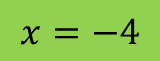 x = −4